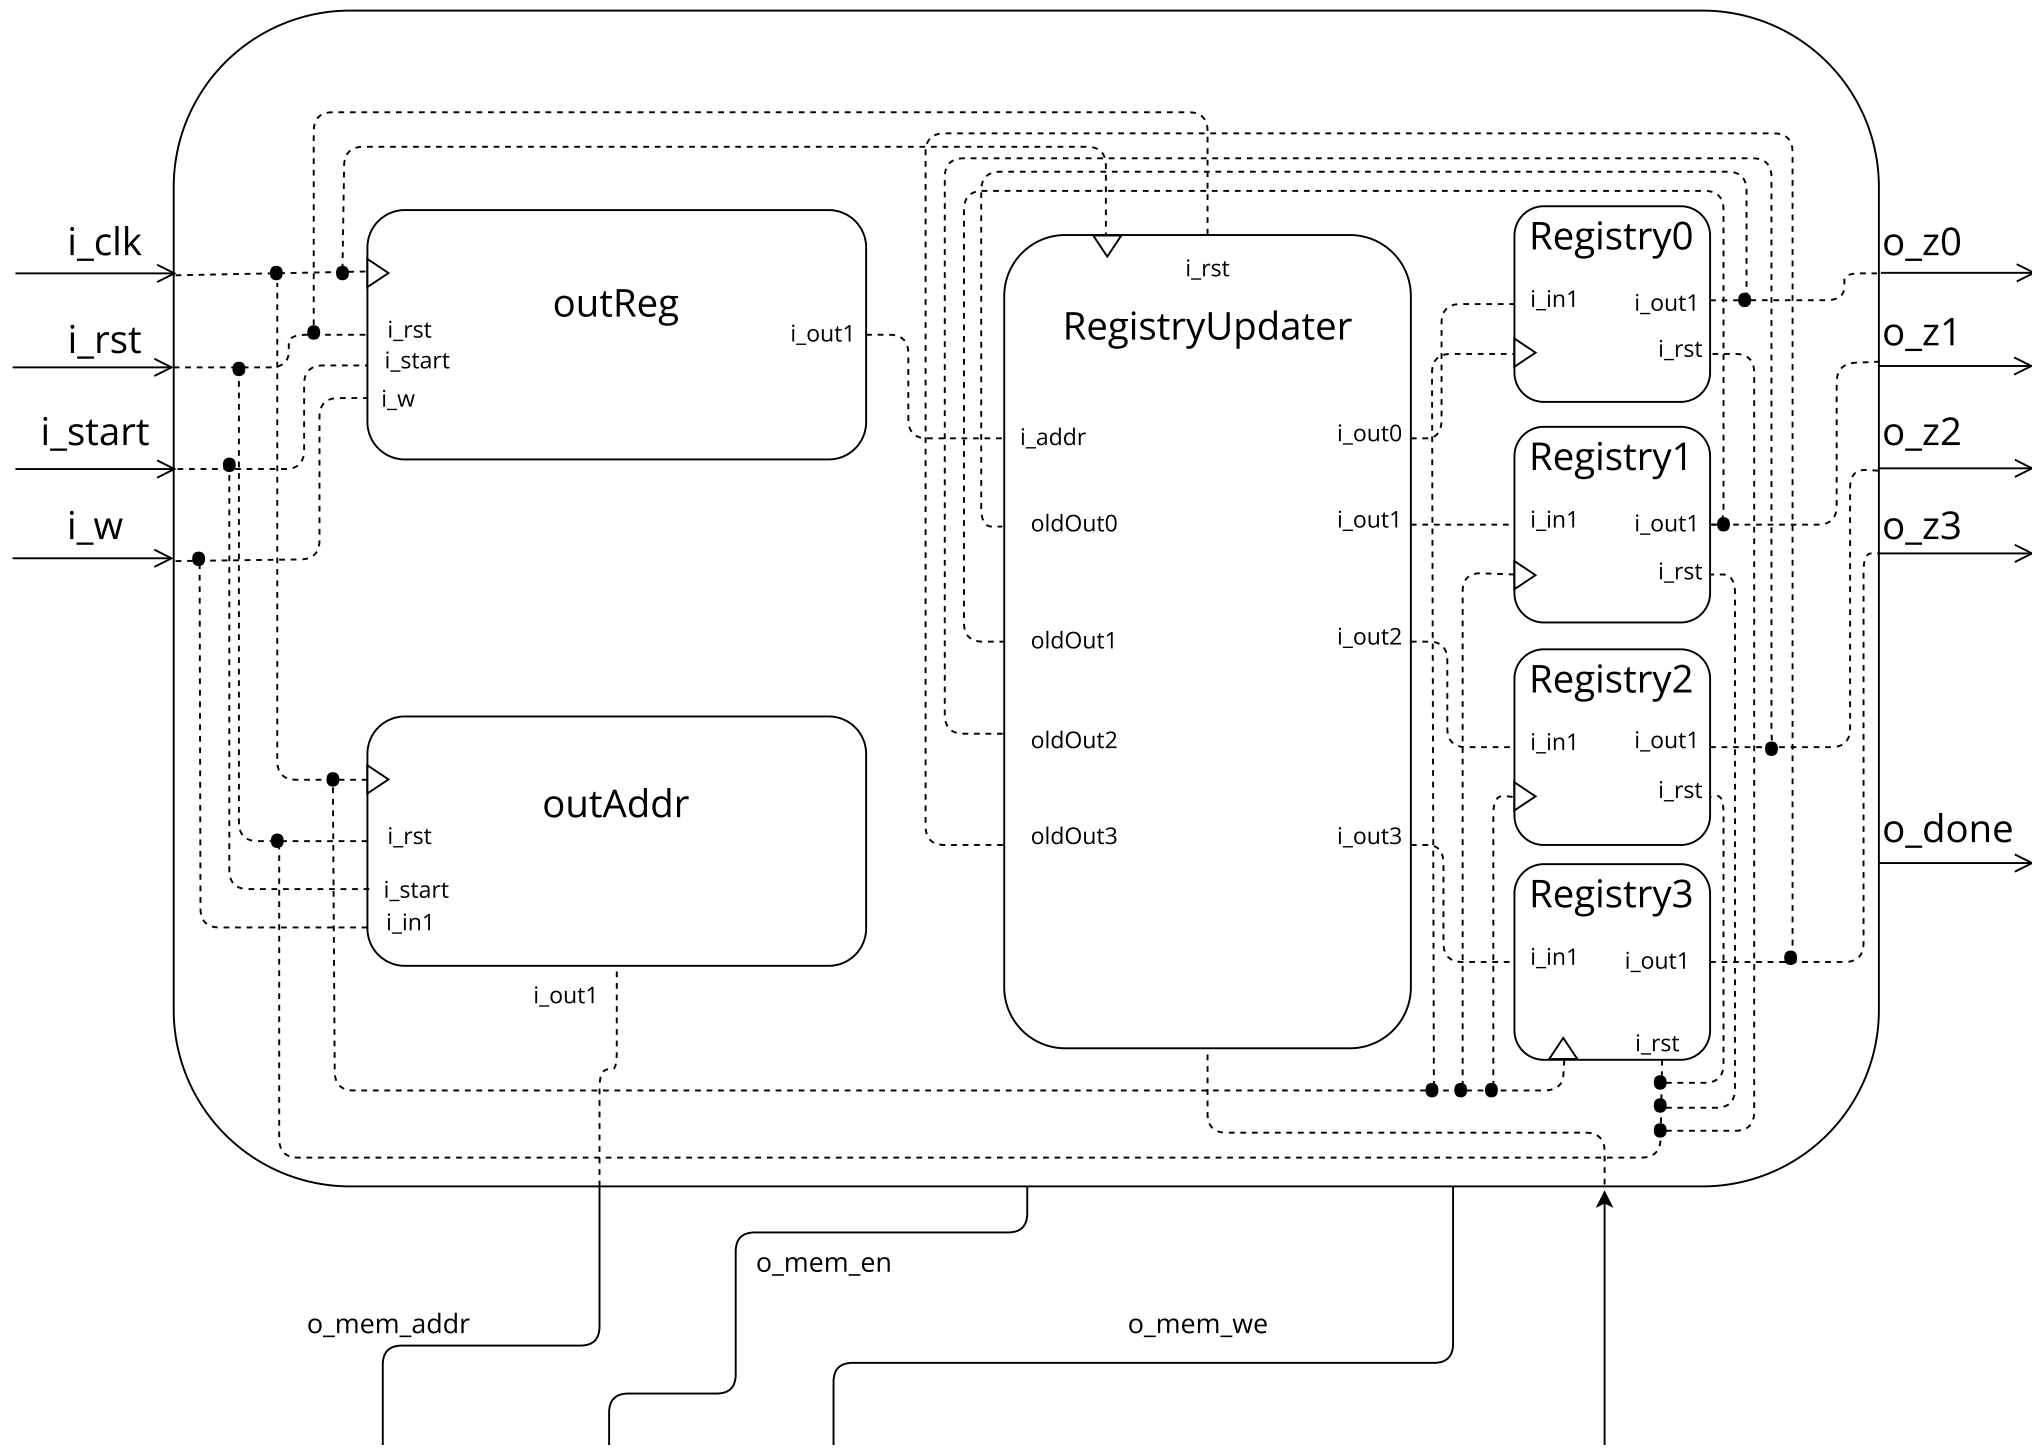 i_clk
i_rst
i_start
i_w
outReg
i_rst
i_start
i_w
i_out1
outAddr
i_rst
i_start
i_in1
i_out1
i_rst
RegistryUpdater
i_addr
oldOut0
oldOut1
oldOut2
oldOut3
i_out0
i_out1
i_out2
i_out3
Registry0
i_in1
i_out1
i_rst
Registry1
i_in1
i_out1
i_rst
Registry2
i_in1
i_out1
i_rst
Registry3
i_in1
i_out1
i_rst
o_z0
o_z1
o_z2
o_z3
o_done
o_mem_en
o_mem_addr
o_mem_we